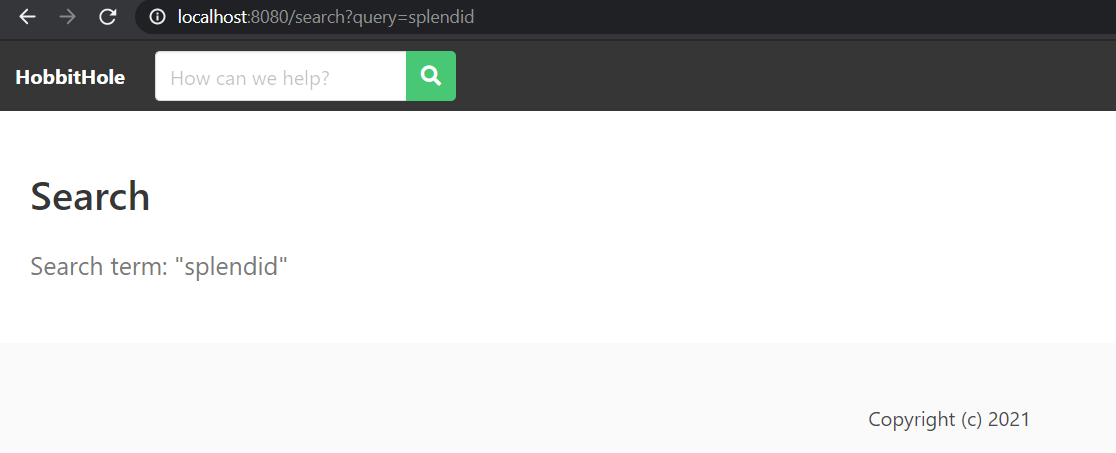 localhost:8080/search?query=splendid
HobbitHole
How can we help?
Search
Search term: "splendid"
Copyright (c) 2021